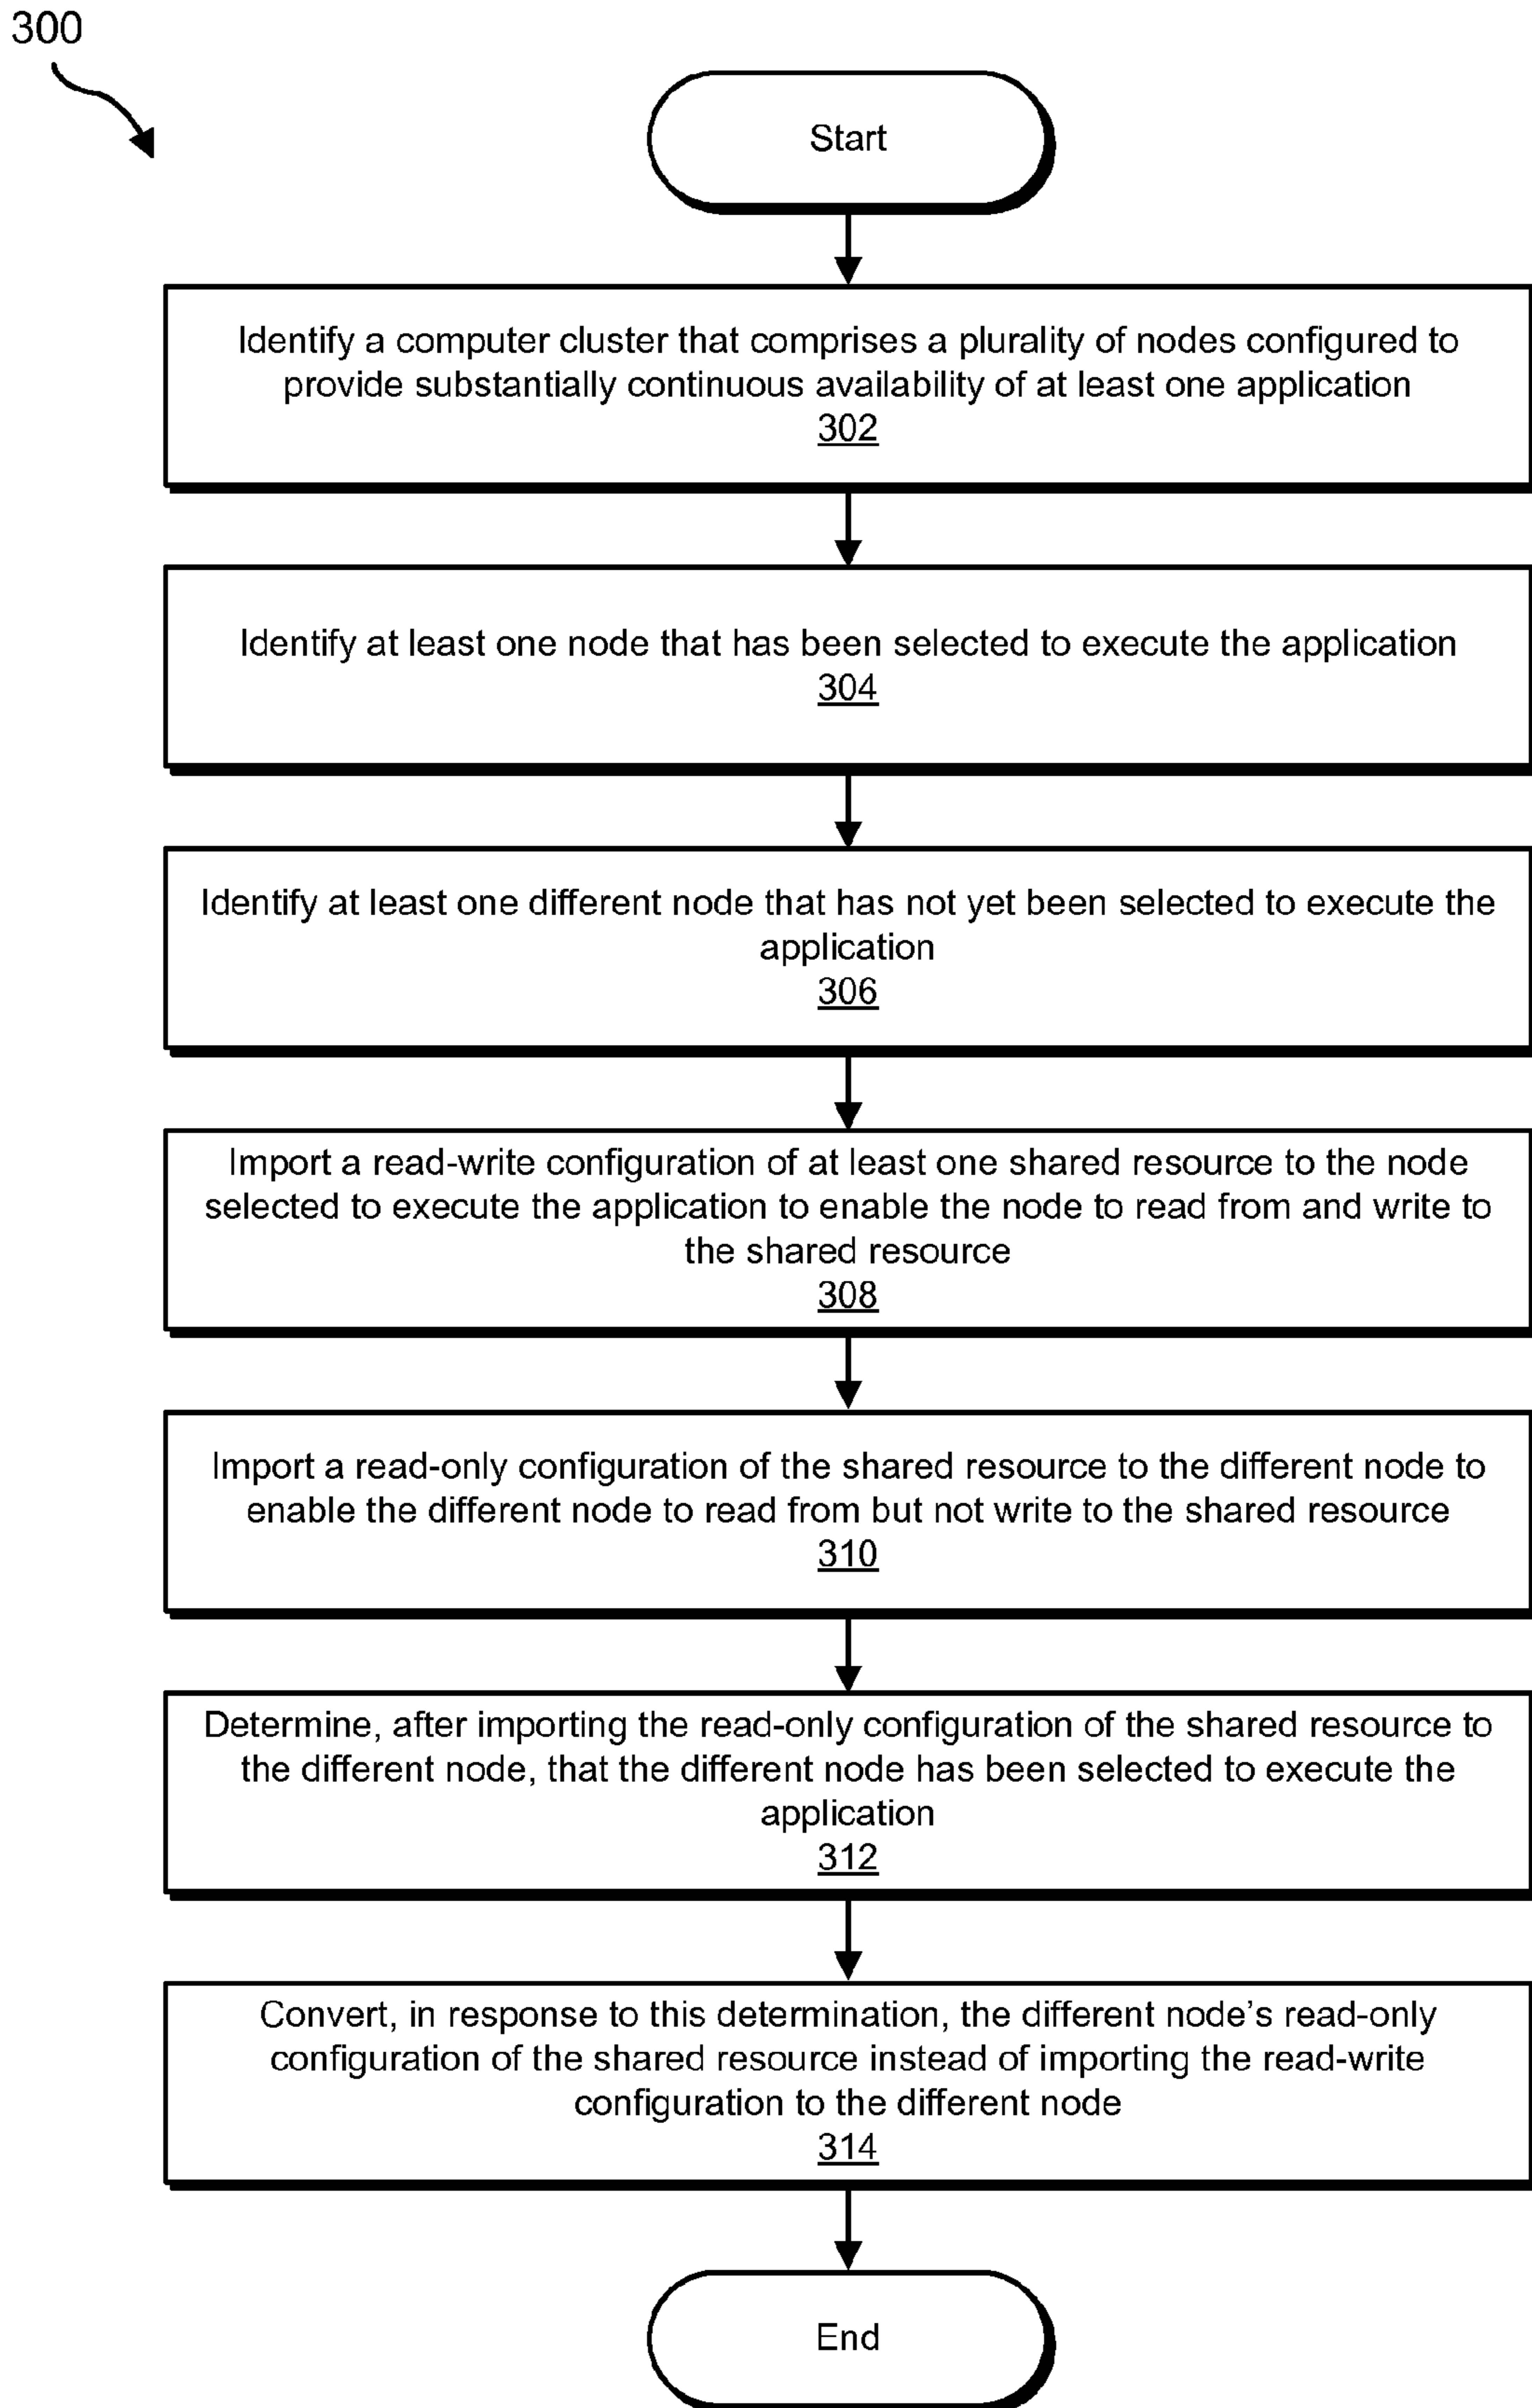 300
Start
Identify a computer cluster that comprises a plurality of nodes configured to
provide substantially continuous availability of at least one application
302
Identify at least one node that has been selected to execute the application
304
Identify at least one different node that has not yet been selected to execute the
application
306
Import a read-write configuration of at least one shared resource to the node
selected to execute the application to enable the node to read from and write to
the shared resource
308
Import a read-only configuration of the shared resource to the different node to
enable the different node to read from but not write to the shared resource
310
Determine, after importing the read-only configuration of the shared resource to
the different node, that the different node has been selected to execute the
application
312
Convert, in response to this determination, the different node’s read-only
configuration of the shared resource instead of importing the read-write
configuration to the different node
314
End